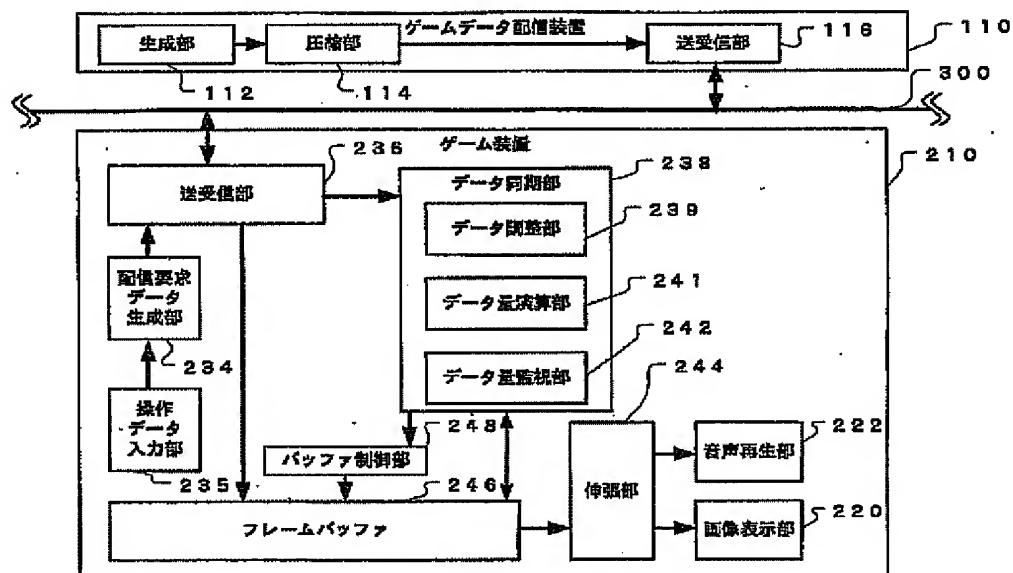 ゲームデータ配信装置
生成部
圧縮部
送受信部
116
110
112
114
300
ゲーム装置
236
238
210
送受信部
データ同期部
239
データ調整部
配信要求
データ
生成部
241
データ量演算部
234
242
データ量監視部
244
操作
データ
入力部
248
222
バッファ制御部
音声再生部
235
246
伸張部
フレームバッファ
220
画像表示部